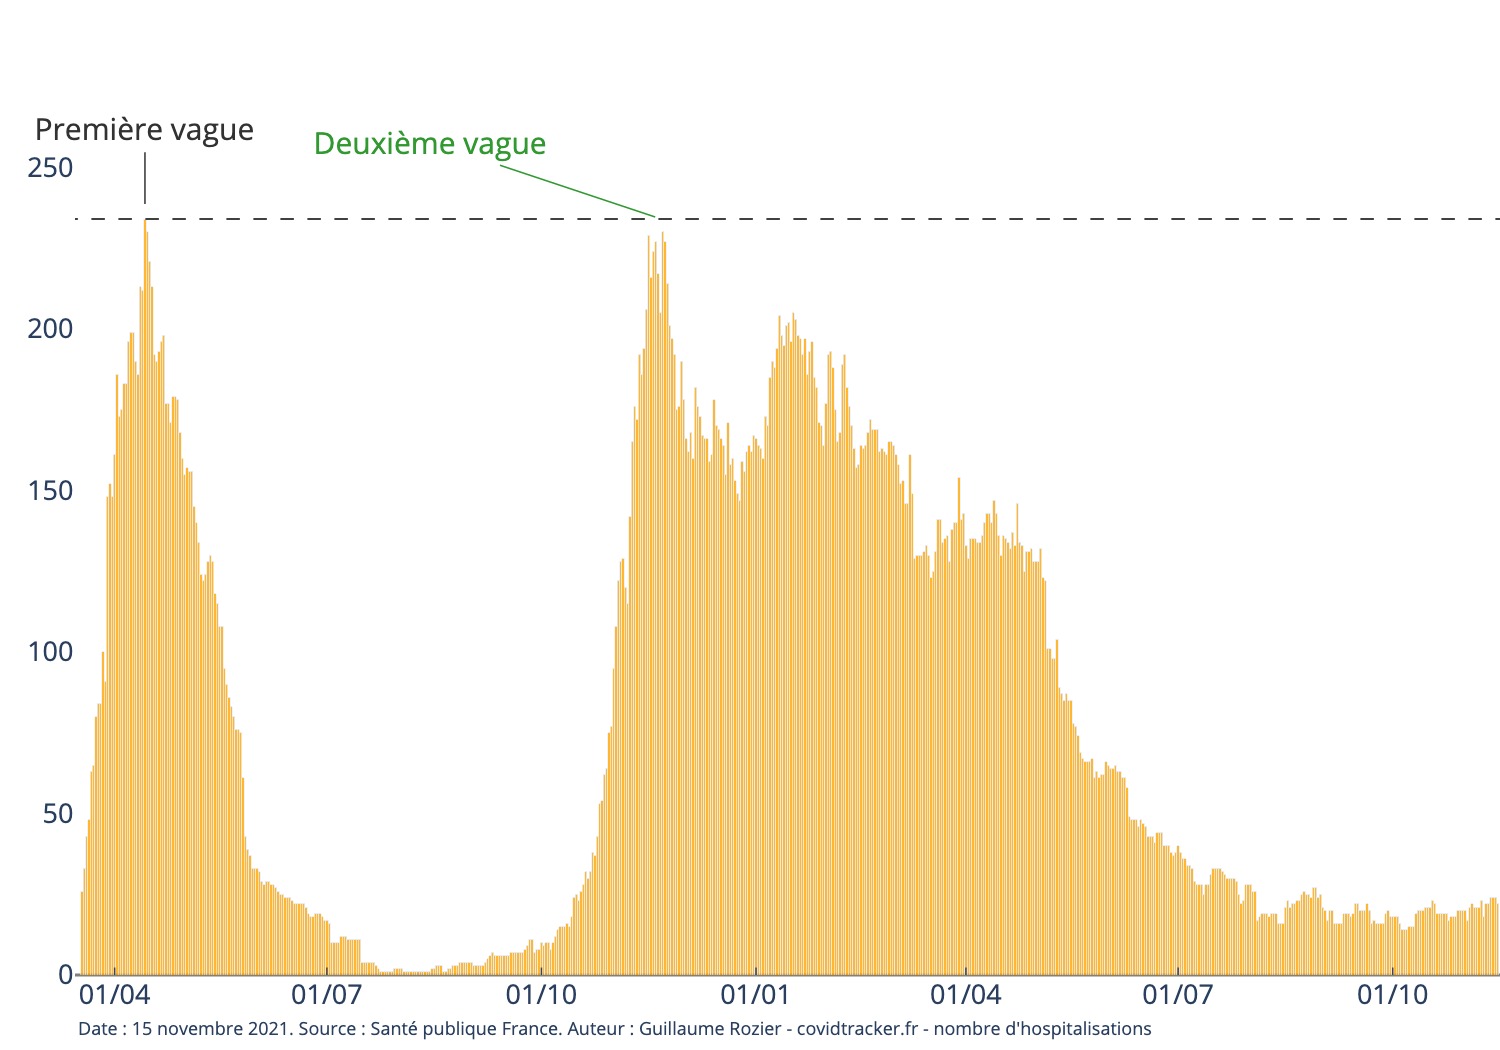 Première vague
Deuxième vague
250
200
150
100
50
0
01/04 01/07 01/10 01/01 01/04 01/07 01/10
Date : 15 novembre 2021. Source : Santé publique France. Auteur : Guillaume Rozier - covidtracker.fr - nombre d'hospitalisations